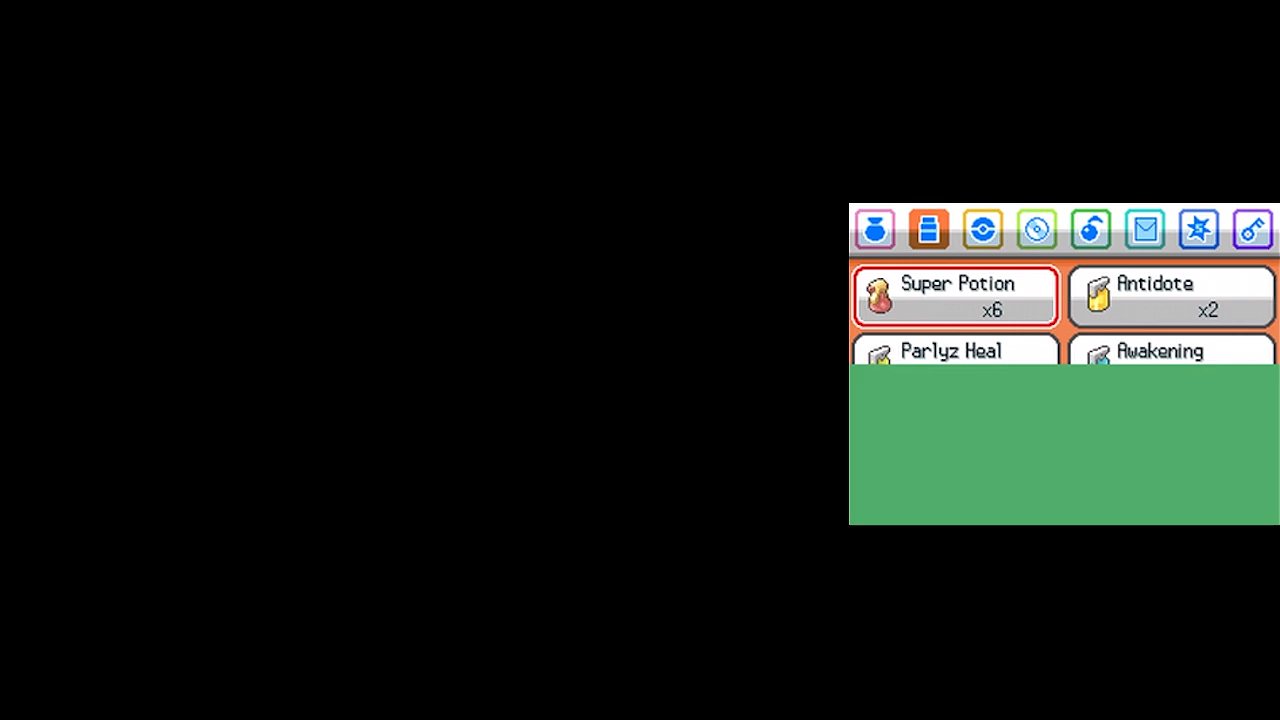 Super Potion
x6
Antidote
x2
Parlyz Heal
Awakening